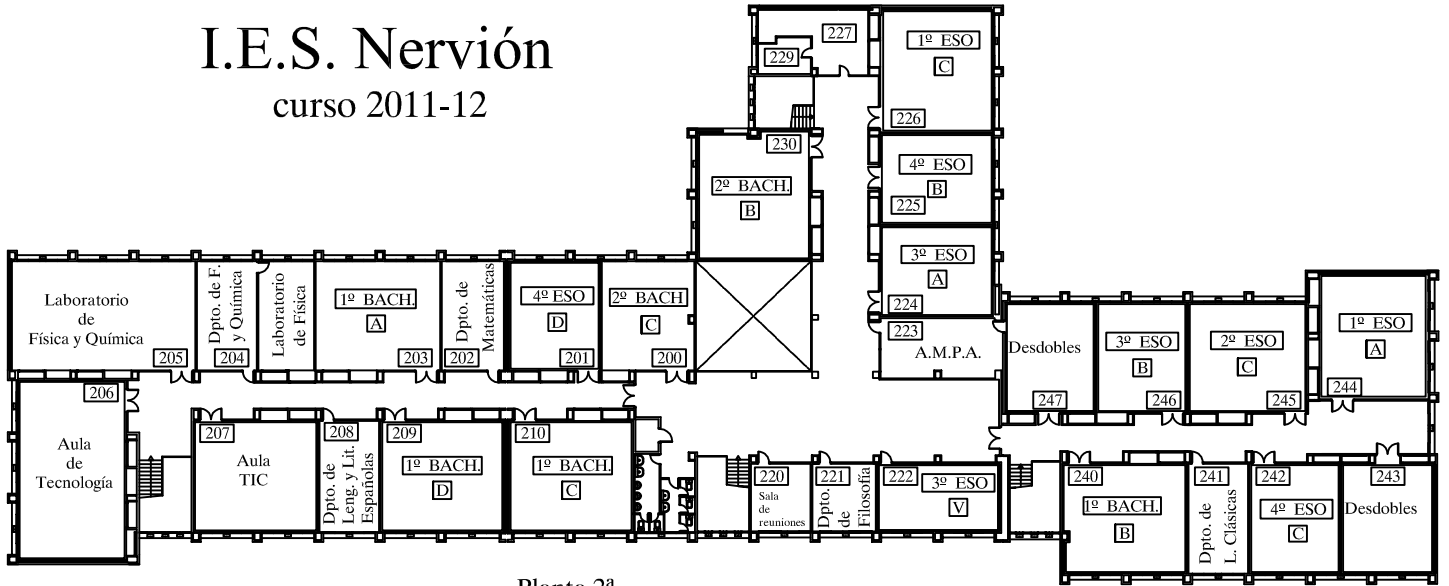 I.E.S. Nervión
curso 2011-12
227
229
1º ESO
C
226
230
2º BACH.
B
4º ESO
B
225
3º ESO
A
224
223
A.M.P.A.
Laboratorio
de
Física y Química
205
Dpto. de F.
y Química
204
Laboratorio
de Física
1º BACH.
A
203
Dpto. de
Matemáticas
202
4º ESO
D
201
2º BACH
C
200
Desdobles
247
3º ESO
B
246
2º ESO
C
245
1º ESO
A
244
206
Aula
de
Tecnología
207
Aula
TIC
208
Dpto. de
Leng. y Lit.
Españolas
209
1º BACH.
D
210
1º BACH.
C
220
Sala
de
reuniones
221
Dpto.
de
Filosofía
222
3º ESO
V
240
1º BACH.
B
241
Dpto. de
L. Clásicas
242
4º ESO
C
243
Desdobles
Planta 2ª